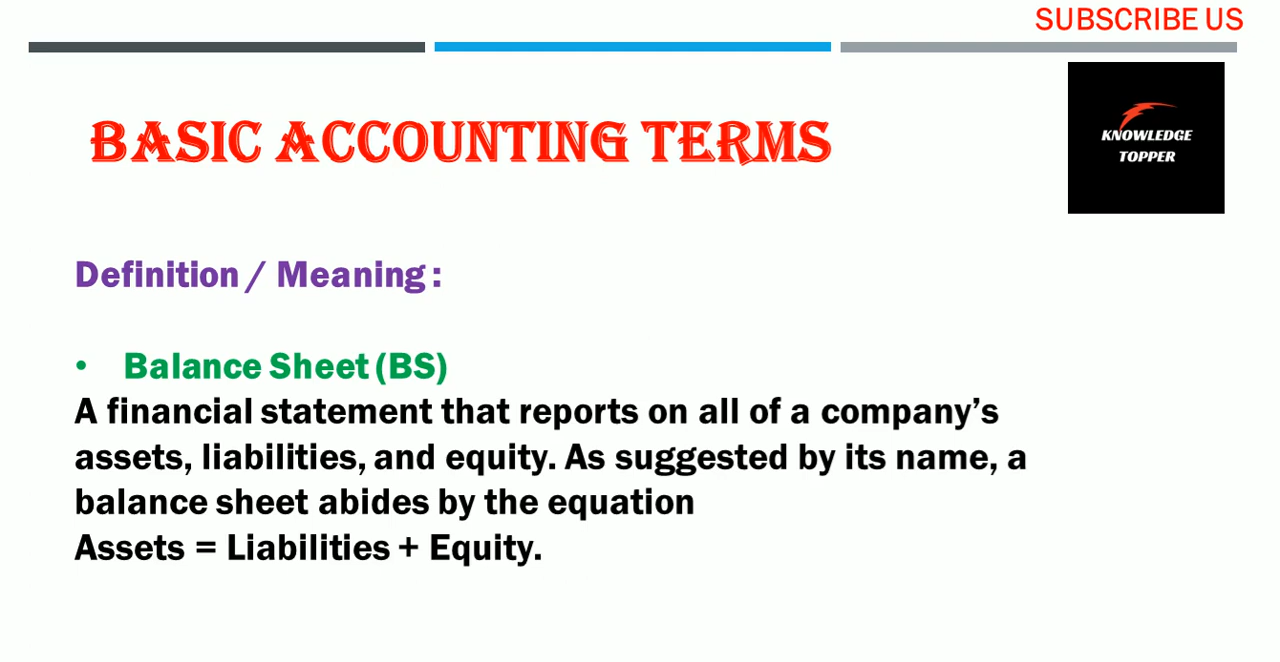 SUBSCRIBE US
BASIC ACCOUNTING TERMS
KNOWLEDGE
TOPPER
Definition / Meaning :
• Balance Sheet (BS)
A financial statement that reports on all of a company’s
assets, liabilities, and equity. As suggested by its name, a
balance sheet abides by the equation
Assets = Liabilities + Equity.